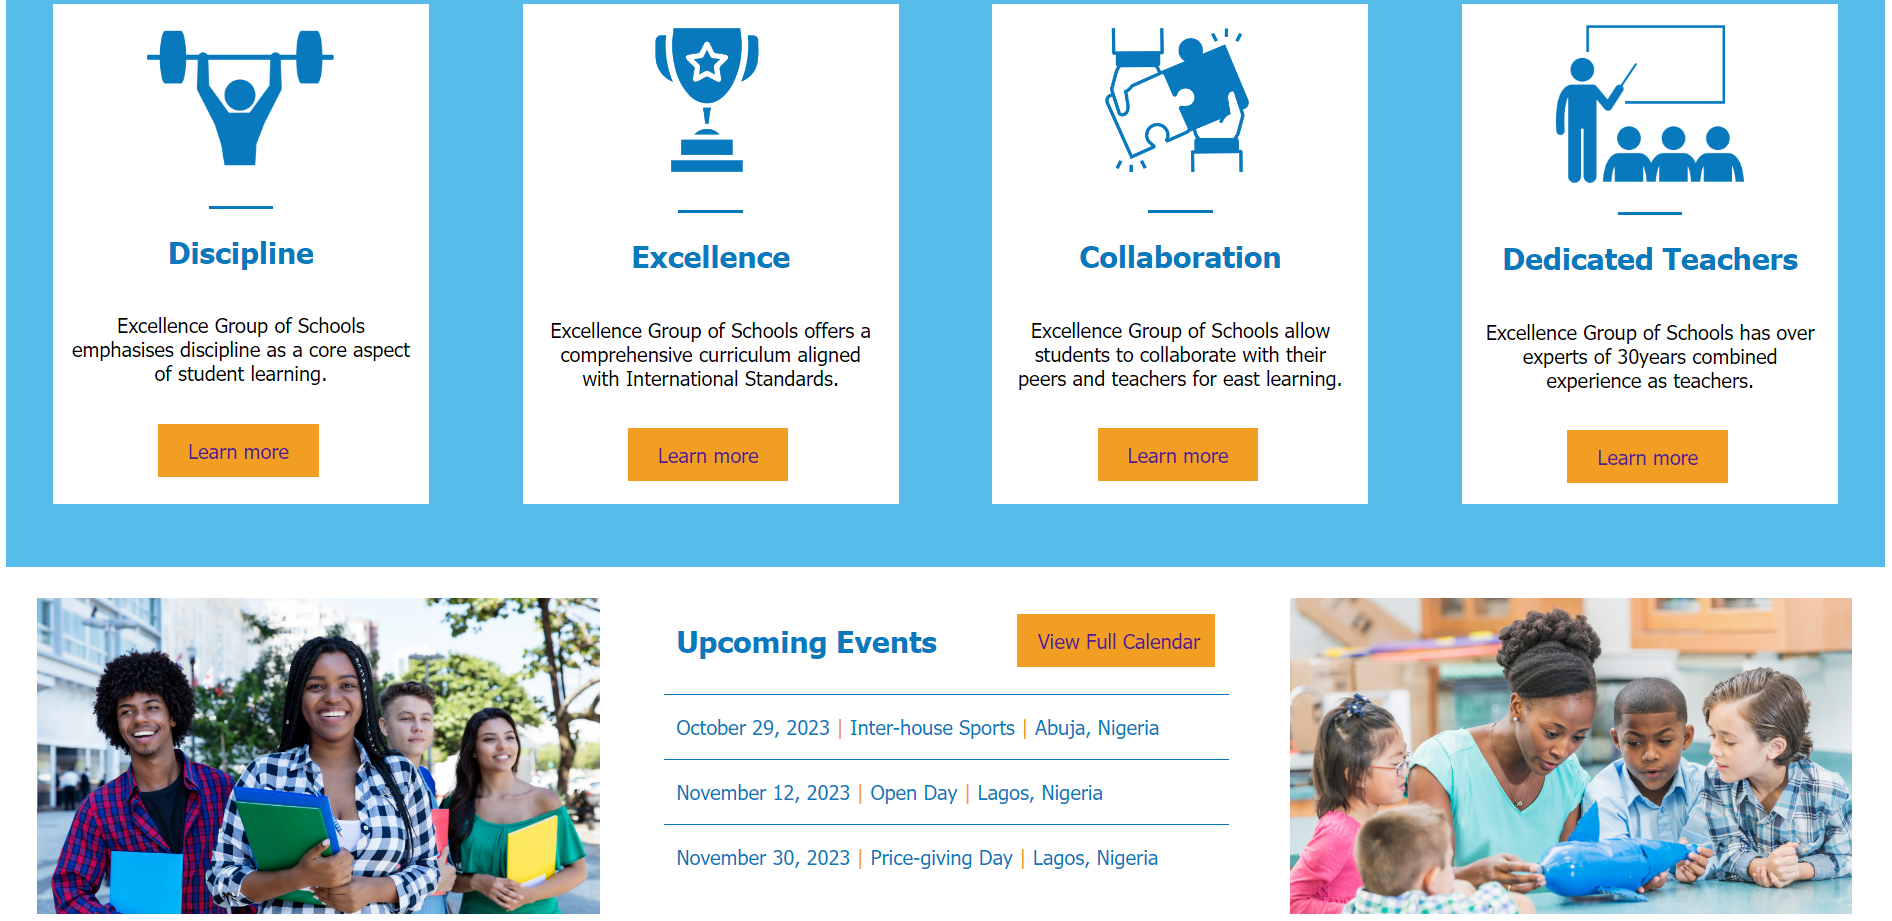 Discipline
Excellence Group of Schools
emphasises discipline as a core aspect
of student learning.
Learn more
Excellence
Excellence Group of Schools offers a
comprehensive curriculum aligned
with International Standards.
Learn more
Collaboration
Excellence Group of Schools allow
students to collaborate with their
peers and teachers for east learning.
Learn more
Dedicated Teachers
Excellence Group of Schools has over
experts of 30years combined
experience as teachers.
Learn more
Upcoming Events
View Full Calendar
October 29, 2023 | Inter-house Sports | Abuja, Nigeria
November 12, 2023 | Open Day | Lagos, Nigeria
November 30, 2023 | Price-giving Day | Lagos, Nigeria